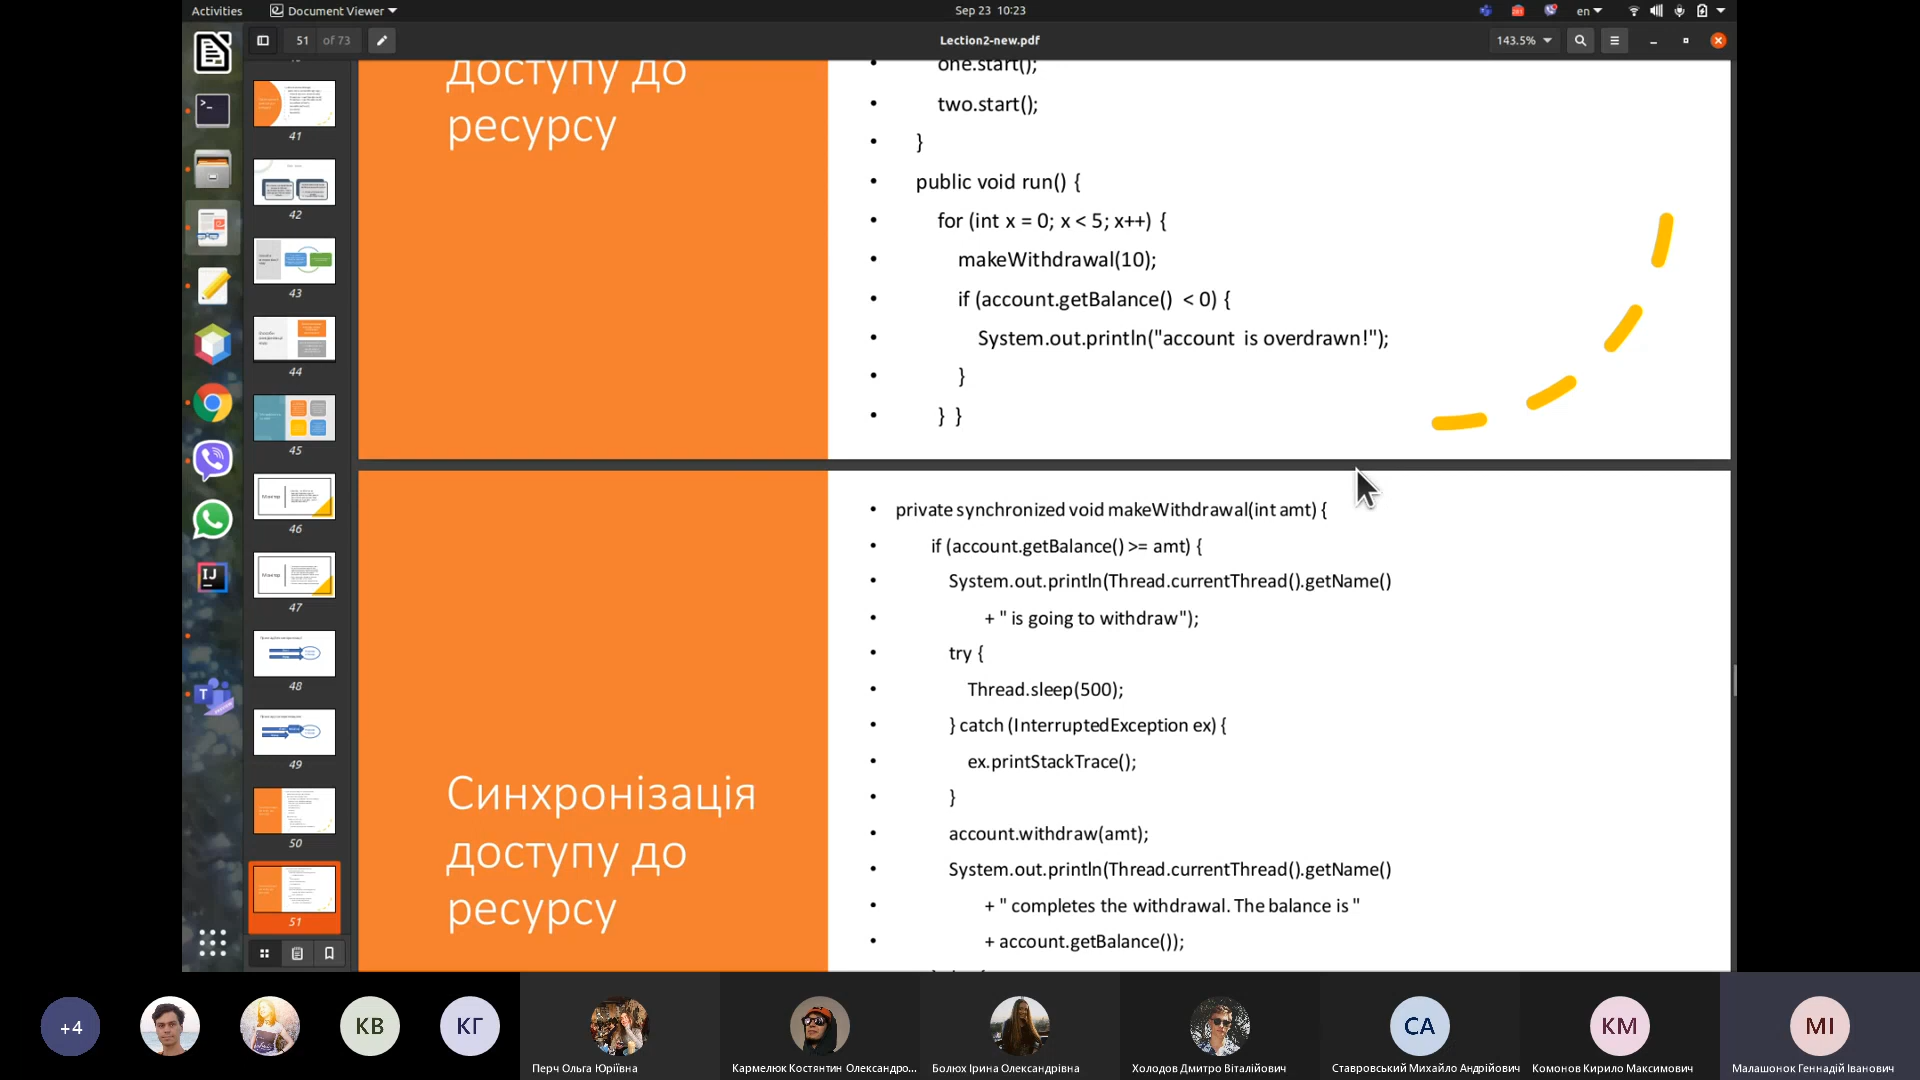 Activities
Document Viewer
Sep 23 10:23
en
51 of 73
Lection2-new.pdf
143.5%
41
42
43
44
45
46
47
48
49
50
51
доступу до
ресурсу
• one.start();
• two.start();
• }
• public void run() {
• for (int x = 0; x < 5; x++) {
• makeWithdrawal(10);
• if (account.getBalance() < 0) {
• System.out.println("account is overdrawn!");
• }
• } }
Синхронізація
доступу до
ресурсу
• private synchronized void makeWithdrawal(int amt) {
• if (account.getBalance() >= amt) {
• System.out.println(Thread.currentThread().getName()
• + " is going to withdraw");
• try {
• Thread.sleep(500);
• } catch (InterruptedException ex) {
• ex.printStackTrace();
• }
• account.withdraw(amt);
• System.out.println(Thread.currentThread().getName()
• + " completes the withdrawal. The balance is "
• + account.getBalance());
+4
КВ
КГ
СА
КМ
МІ
Перч Ольга Юріївна
Кармелюк Костянтин Олександро...
Болюх Ірина Олександрівна
Холодов Дмитро Віталійович
Ставровський Михайло Андрійович
Комонов Кирило Максимович
Малашонок Геннадій Іванович